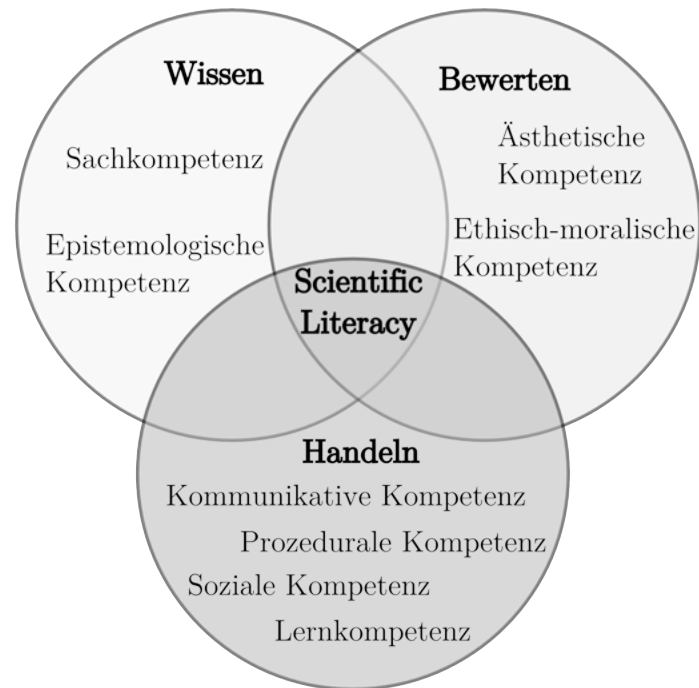 Wissen
Sachkompetenz
Epistemologische
Kompetenz
Bewerten
Ästhetische
Kompetenz
Ethisch-moralische
Kompetenz
Scientific
Literacy
Handeln
Kommunikative Kompetenz
Prozedurale Kompetenz
Soziale Kompetenz
Lernkompetenz